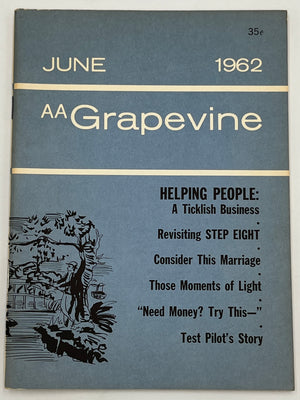 35¢
JUNE 1962
AA Grapevine
HELPING PEOPLE:
A Ticklish Business
•
Revisiting STEP EIGHT
•
Consider This Marriage
•
Those Moments of Light
•
"Need Money? Try This—"
•
Test Pilot's Story